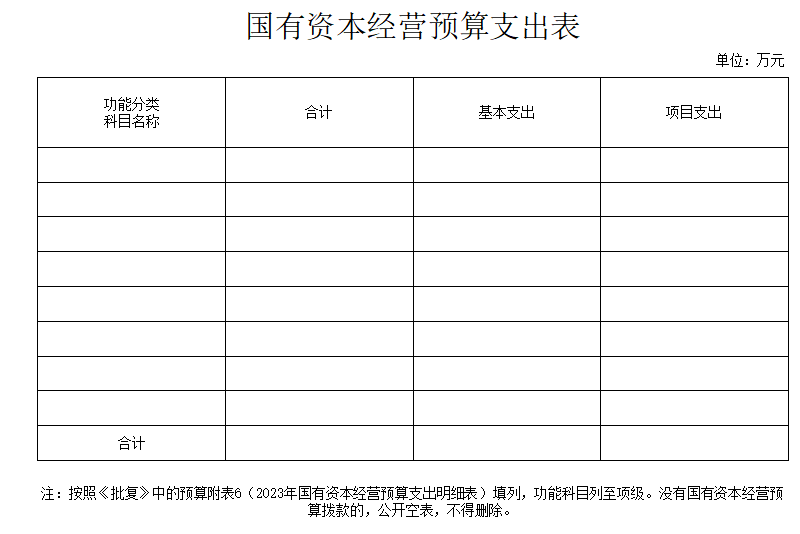 国有资本经营预算支出表
单位：万元
功能分类
科目名称
合计
基本支出
项目支出
合计
注：按照《批复》中的预算附表6（2023年国有资本经营预算支出明细表）填列，功能科目列至项级。没有国有资本经营预
算拨款的，公开空表，不得删除。